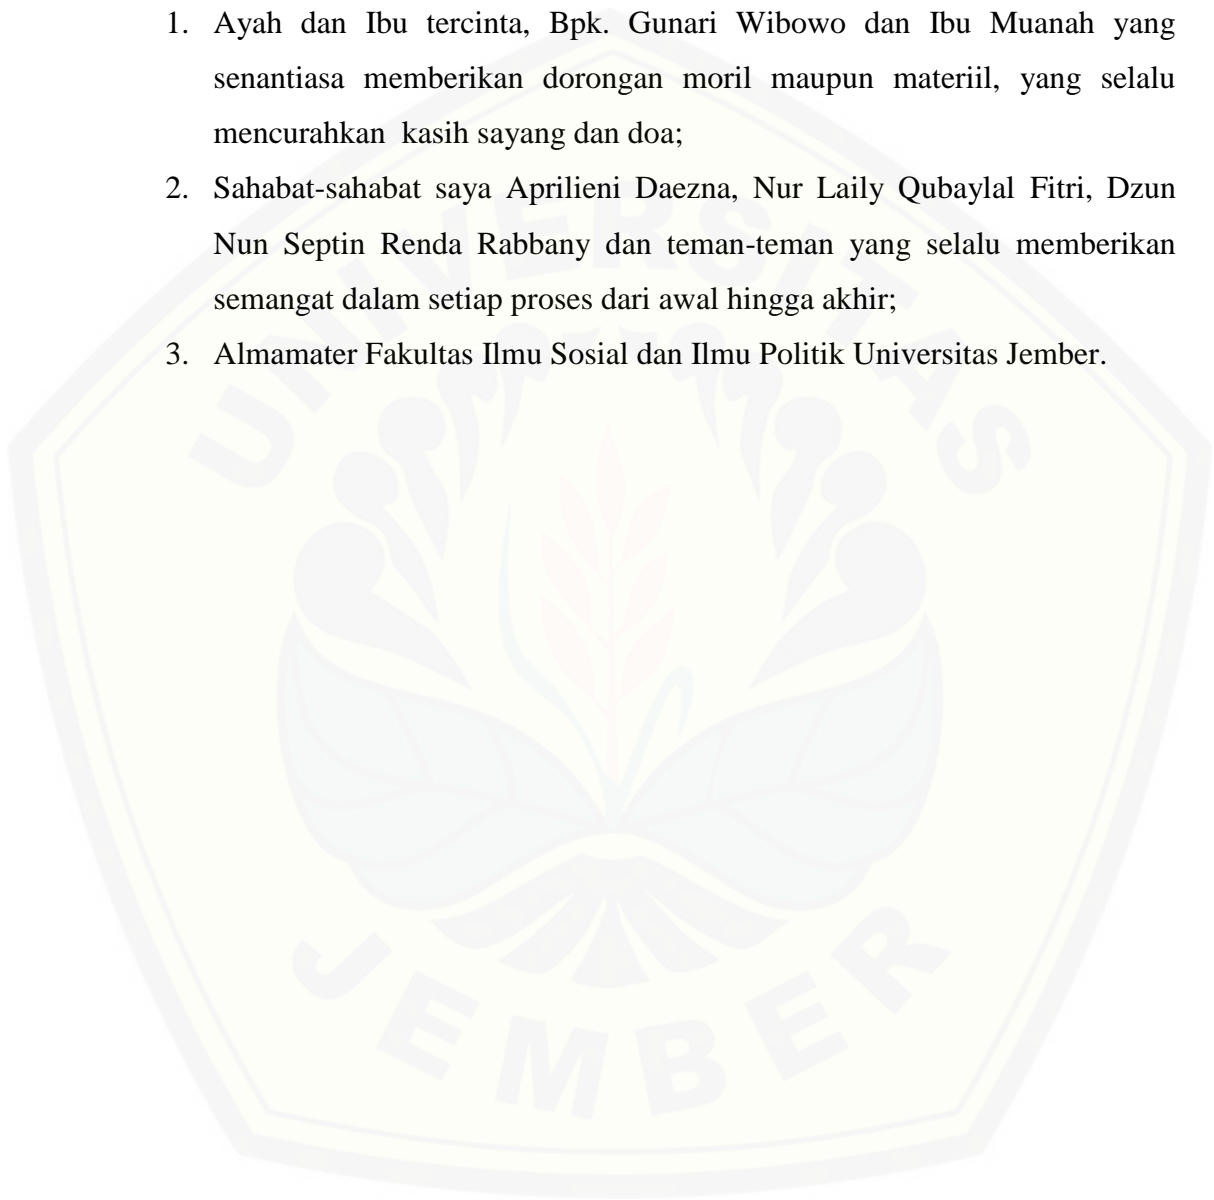 1. Ayah dan Ibu tercinta, Bpk. Gunari Wibowo dan Ibu Muanah yang
senantiasa memberikan dorongan moril maupun materiil, yang selalu
mencurahkan kasih sayang dan doa;
2. Sahabat-sahabat saya Aprilieni Daezna, Nur Laily Qubaylal Fitri, Dzun
Nun Septin Renda Rabbany dan teman-teman yang selalu memberikan
semangat dalam setiap proses dari awal hingga akhir;
3. Almamater Fakultas Ilmu Sosial dan Ilmu Politik Universitas Jember.
UNIVERSITAS
JEMBER